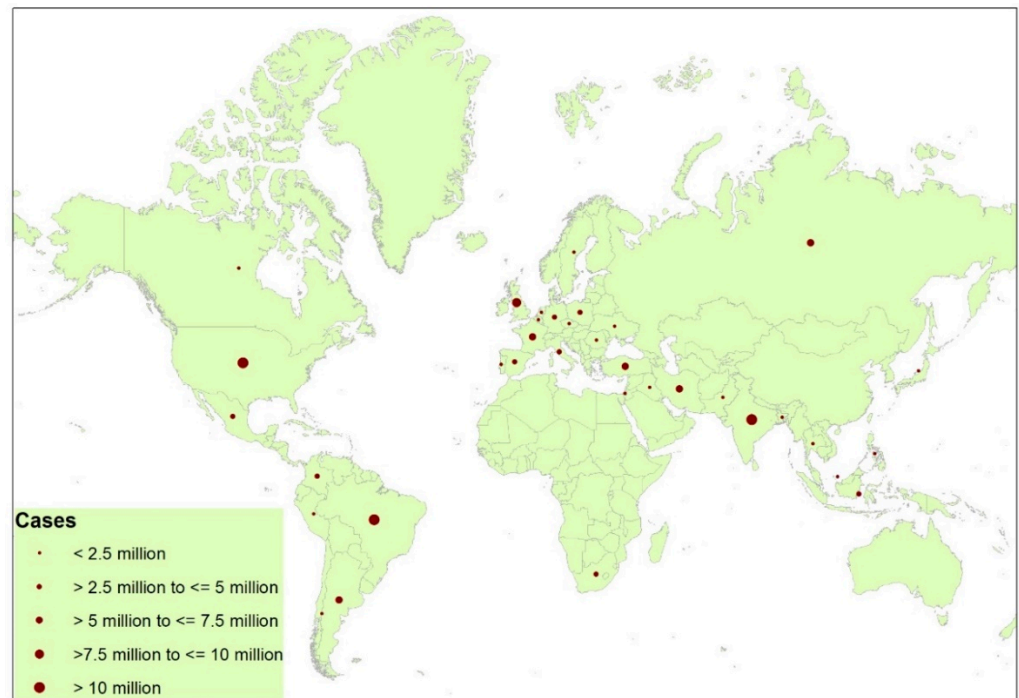 Cases
< 2.5 million
> 2.5 million to <= 5 million
> 5 million to <= 7.5 million
>7.5 million to <= 10 million
> 10 million